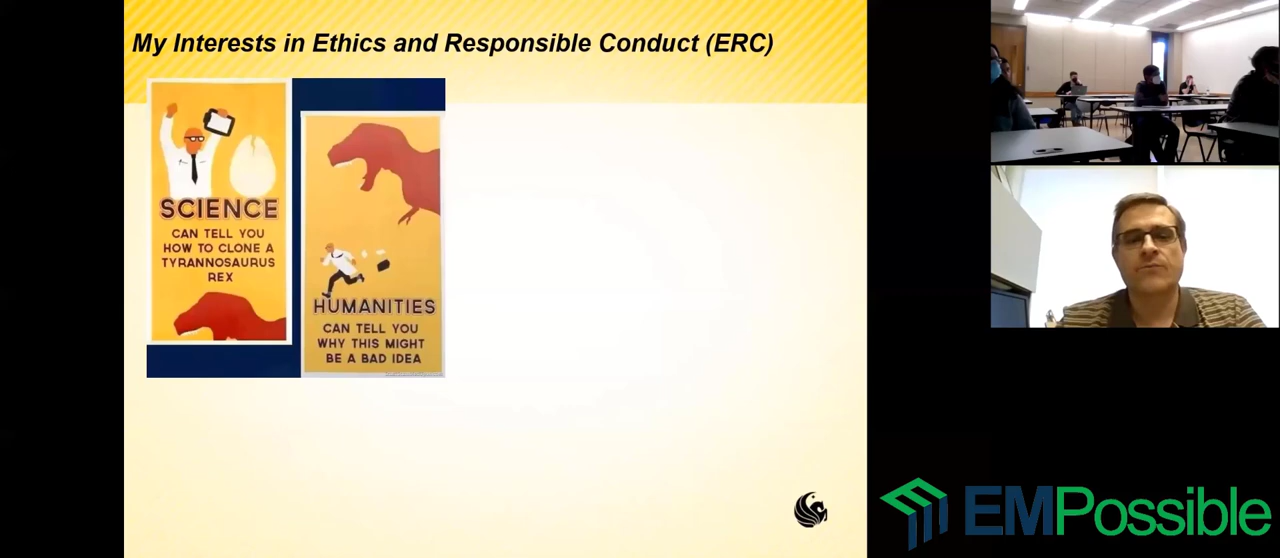 My Interests in Ethics and Responsible Conduct (ERC)
SCIENCE
CAN TELL YOU
HOW TO CLONE A
TYRANNOSAURUS
REX
HUMANITIES
CAN TELL YOU
WHY THIS MIGHT
BE A BAD IDEA
EMPossible